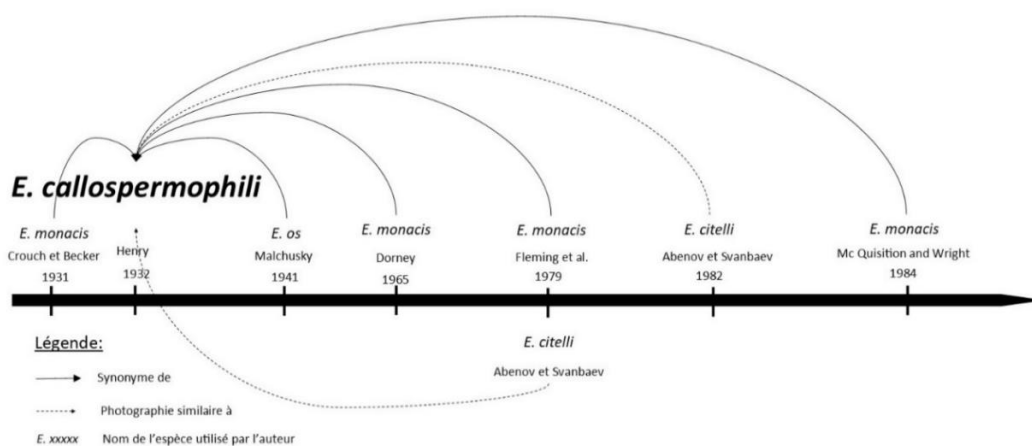 E. callospermophili
E. monacis
Crouch et Becker
1931
Henry
1932
E. os
Malchusky
1941
E. monacis
Dorney
1965
E. monacis
Fleming et al.
1979
E. citelli
Abenov et Svanbaev
1982
E. monacis
Mc Quisition and Wright
1984
E. citelli
Abenov et Svanbaev
Légende:
Synonyme de
Photographie similaire à
E. xxxxx Nom de l'espèce utilisé par l'auteur